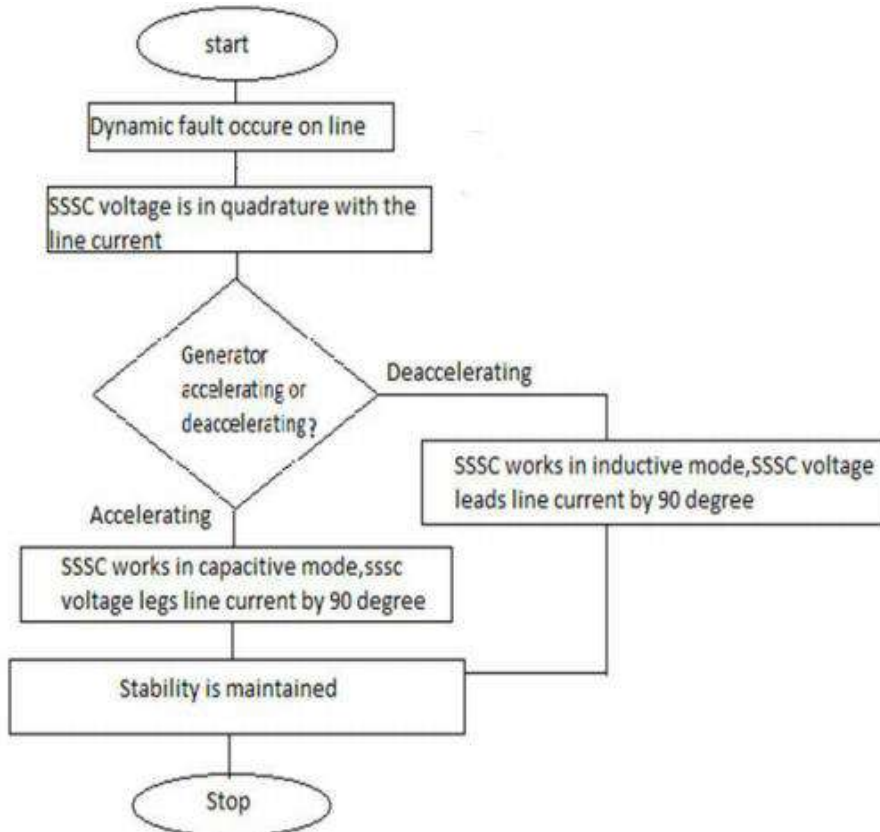 start
Dynamic fault occure on line
SSSC voltage is in quadrature with the
line current
Generator
accelerating or
deaccelerating?
Deaccelerating
SSSC works in inductive mode,SSSC voltage
leads line current by 90 degree
Accelerating
SSSC works in capacitive mode,sssc
voltage legs line current by 90 degree
Stability is maintained
Stop